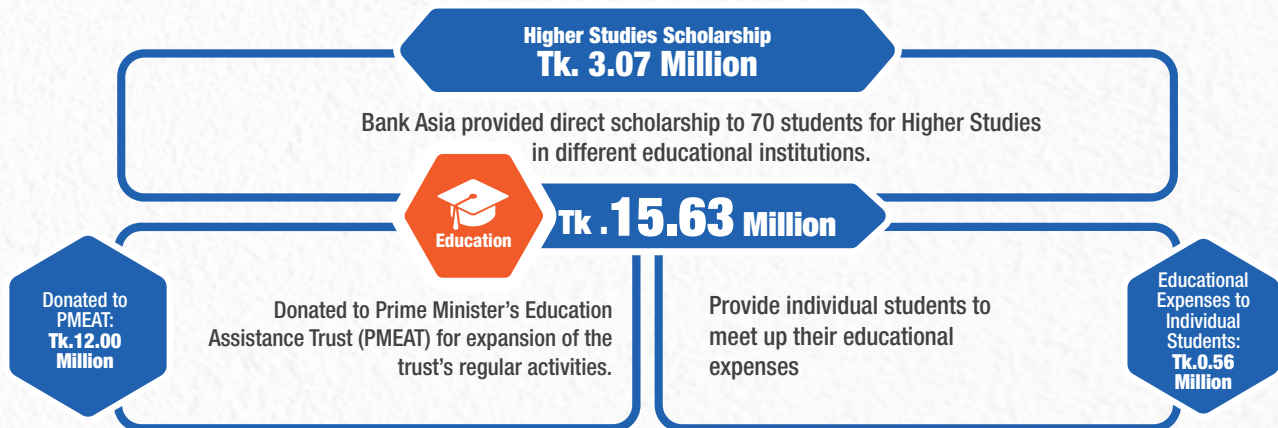 Higher Studies Scholarship
Tk. 3.07 Million
Bank Asia provided direct scholarship to 70 students for Higher Studies
in different educational institutions.
Education
Tk .15.63 Million
Donated to
PMEAT:
Tk.12.00
Million
Donated to Prime Minister’s Education
Assistance Trust (PMEAT) for expansion of the
trust’s regular activities.
Provide individual students to
meet up their educational
expenses
Educational
Expenses to
Individual
Students:
Tk.0.56
Million